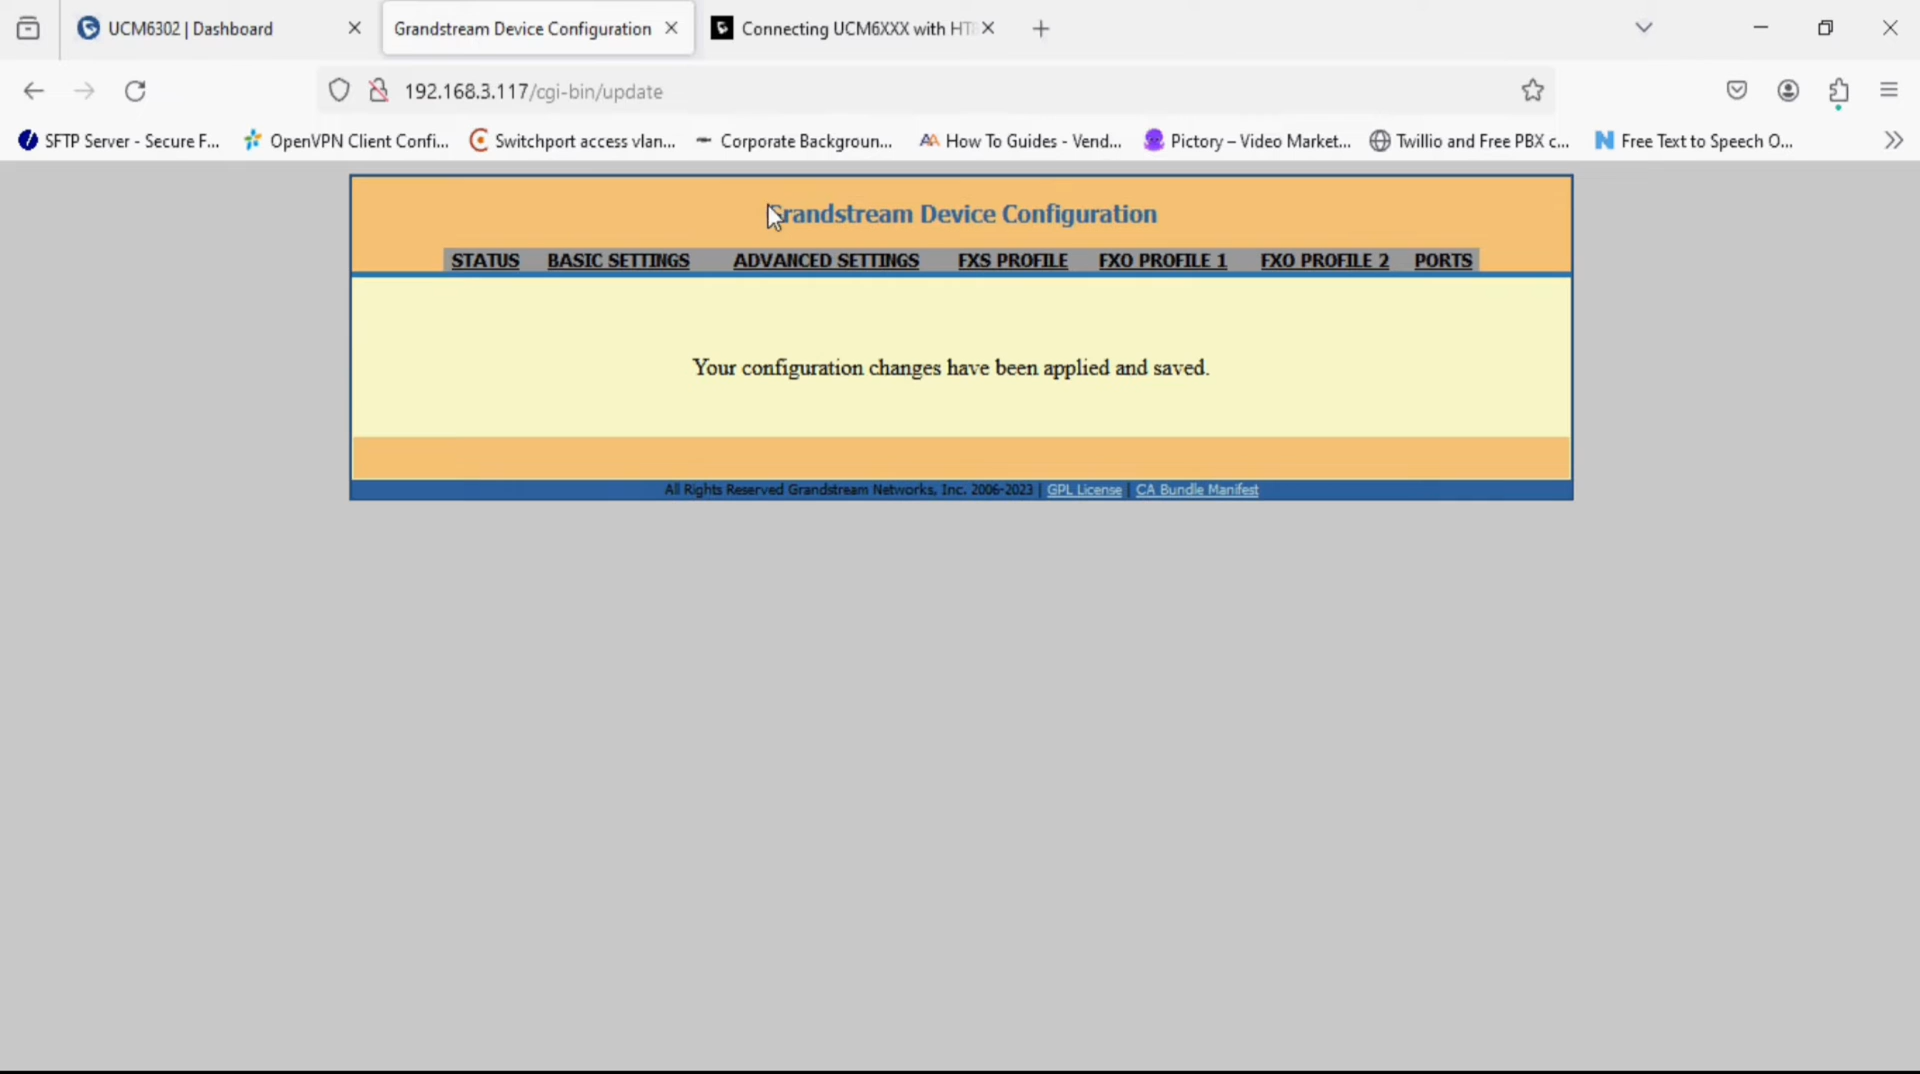 UCM6302 | Dashboard
Grandstream Device Configuration
Connecting UCM6XXX with HT8
192.168.3.117/cgi-bin/update
SFTP Server - Secure F...
OpenVPN Client Confi...
Switchport access vlan...
Corporate Backgroun...
How To Guides - Vend...
Pictory – Video Market...
Twillio and Free PBX c...
Free Text to Speech O...
Grandstream Device Configuration
STATUS BASIC SETTINGS ADVANCED SETTINGS FXS PROFILE FXO PROFILE 1 FXO PROFILE 2 PORTS
Your configuration changes have been applied and saved.
All Rights Reserved Grandstream Networks, Inc. 2006-2023 | GPL License | CA Bundle Manifest